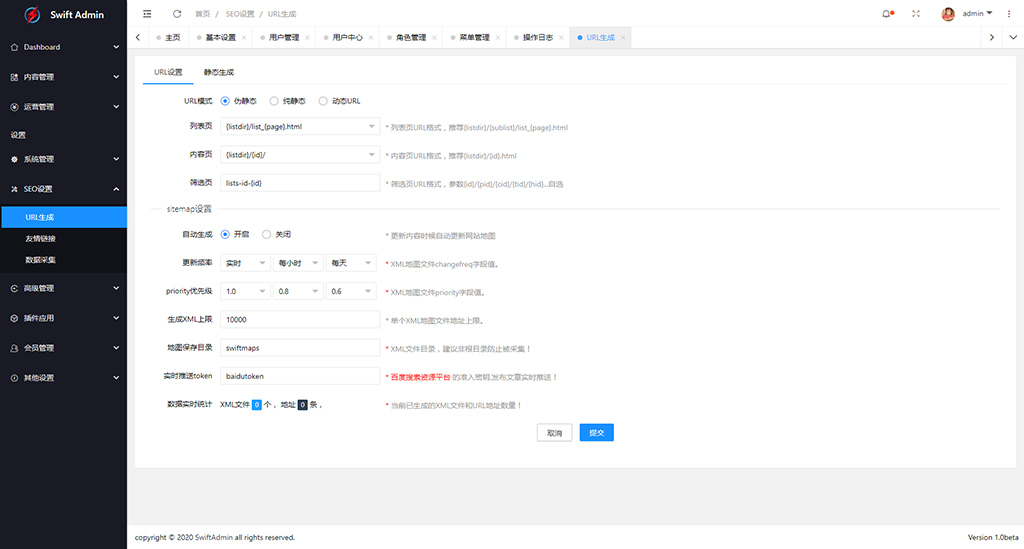 Swift Admin
首页 / SEO设置 / URL生成
admin
主页 基本设置 用户管理 用户中心 角色管理 菜单管理 操作日志 URL生成
Dashboard
内容管理
运营管理
设置
系统管理
SEO设置
URL生成
友情链接
数据采集
高级管理
插件应用
会员管理
其他设置
URL设置 静态生成
URL模式 伪静态 纯静态 动态URL
列表页 {listdir}/list_{page}.html * 列表页URL格式，推荐{listdir}/{sublist}/list_{page}.html
内容页 {listdir}/{id}/ * 内容页URL格式，推荐{listdir}/{id}.html
筛选页 lists-id-{id} * 筛选页URL格式，参数{id}/{pid}/{cid}/{tid}/{hid}...自选
sitemap设置
自动生成 开启 关闭 * 更新内容时候自动更新网站地图
更新频率 实时 每小时 每天 * XML地图文件changefreq字段值。
priority优先级 1.0 0.8 0.6 * XML地图文件priority字段值。
生成XML上限 10000 * 单个XML地图文件地址上限。
地图保存目录 swiftmaps * XML文件目录，建议非根目录防止被采集！
实时推送token baidutoken * 百度搜索资源平台 的准入密钥,发布文章实时推送！
数据实时统计 XML文件 0 个， 地址 0 条， * 当前已生成的XML文件和URL地址数量！
取消 提交
copyright © 2020 SwiftAdmin all rights reserved. Version 1.0beta